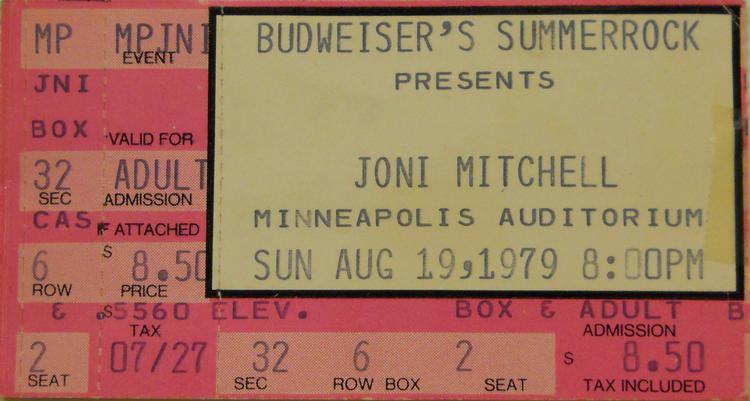 MP MPJNI BUDWEISER'S SUMMERROCK
EVENT
JNI PRESENTS
BOX VALID FOR
32 ADULT JONI MITCHELL
SEC ADMISSION
CAS IF ATTACHED MINNEAPOLIS AUDITORIUM
6 $ 8.50 SUN AUG 19,1979 8:00PM
ROW PRICE
& .$5560 ELEV. BOX & ADULT B
TAX ADMISSION
2 07/27 32 6 2 $ 8.50
SEAT SEC ROW BOX SEAT TAX INCLUDED